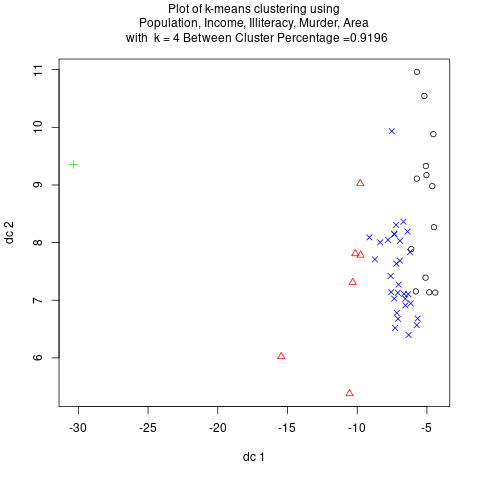 Plot of k-means clustering using
Population, Income, Illiteracy, Murder, Area
with k = 4 Between Cluster Percentage =0.9196
11
10
9
8
7
6
dc 2
-30
-25
-20
-15
-10
-5
dc 1